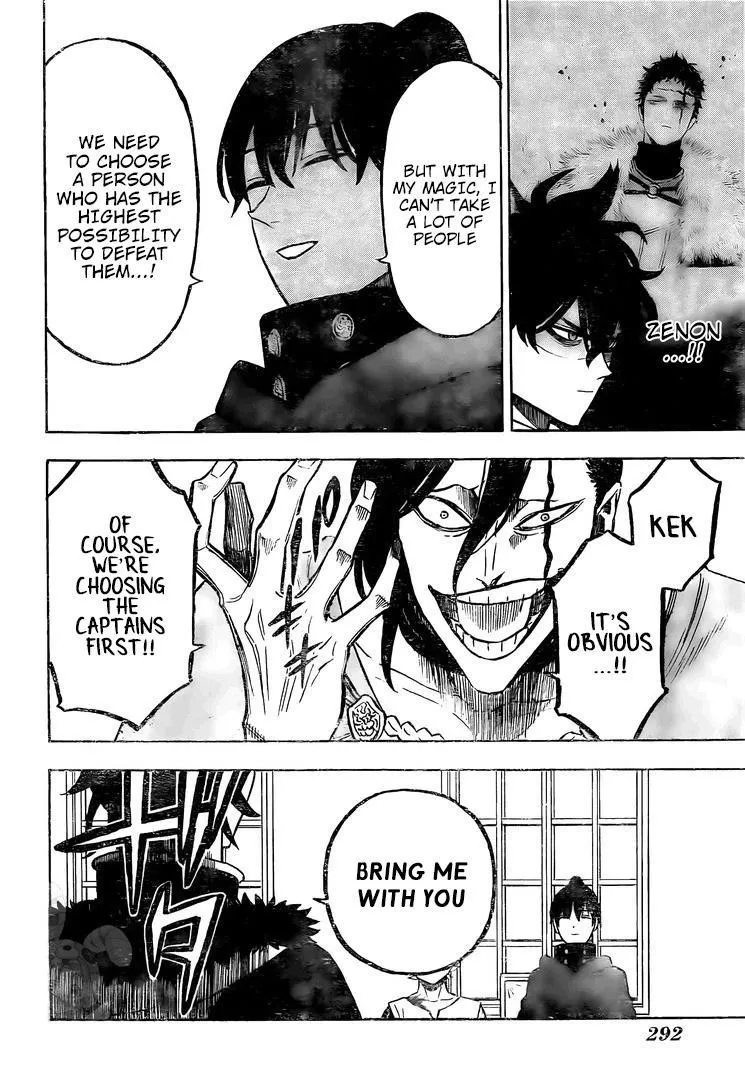 ZENON
...!!
BUT WITH
MY MAGIC, I
CAN'T TAKE
A LOT OF
PEOPLE
WE NEED
TO CHOOSE
A PERSON
WHO HAS THE
HIGHEST
POSSIBILITY
TO DEFEAT
THEM...!
KEK
IT'S
OBVIOUS
...!!
OF
COURSE,
WE'RE
CHOOSING
THE
CAPTAINS
FIRST!!
BRING ME
WITH YOU
292